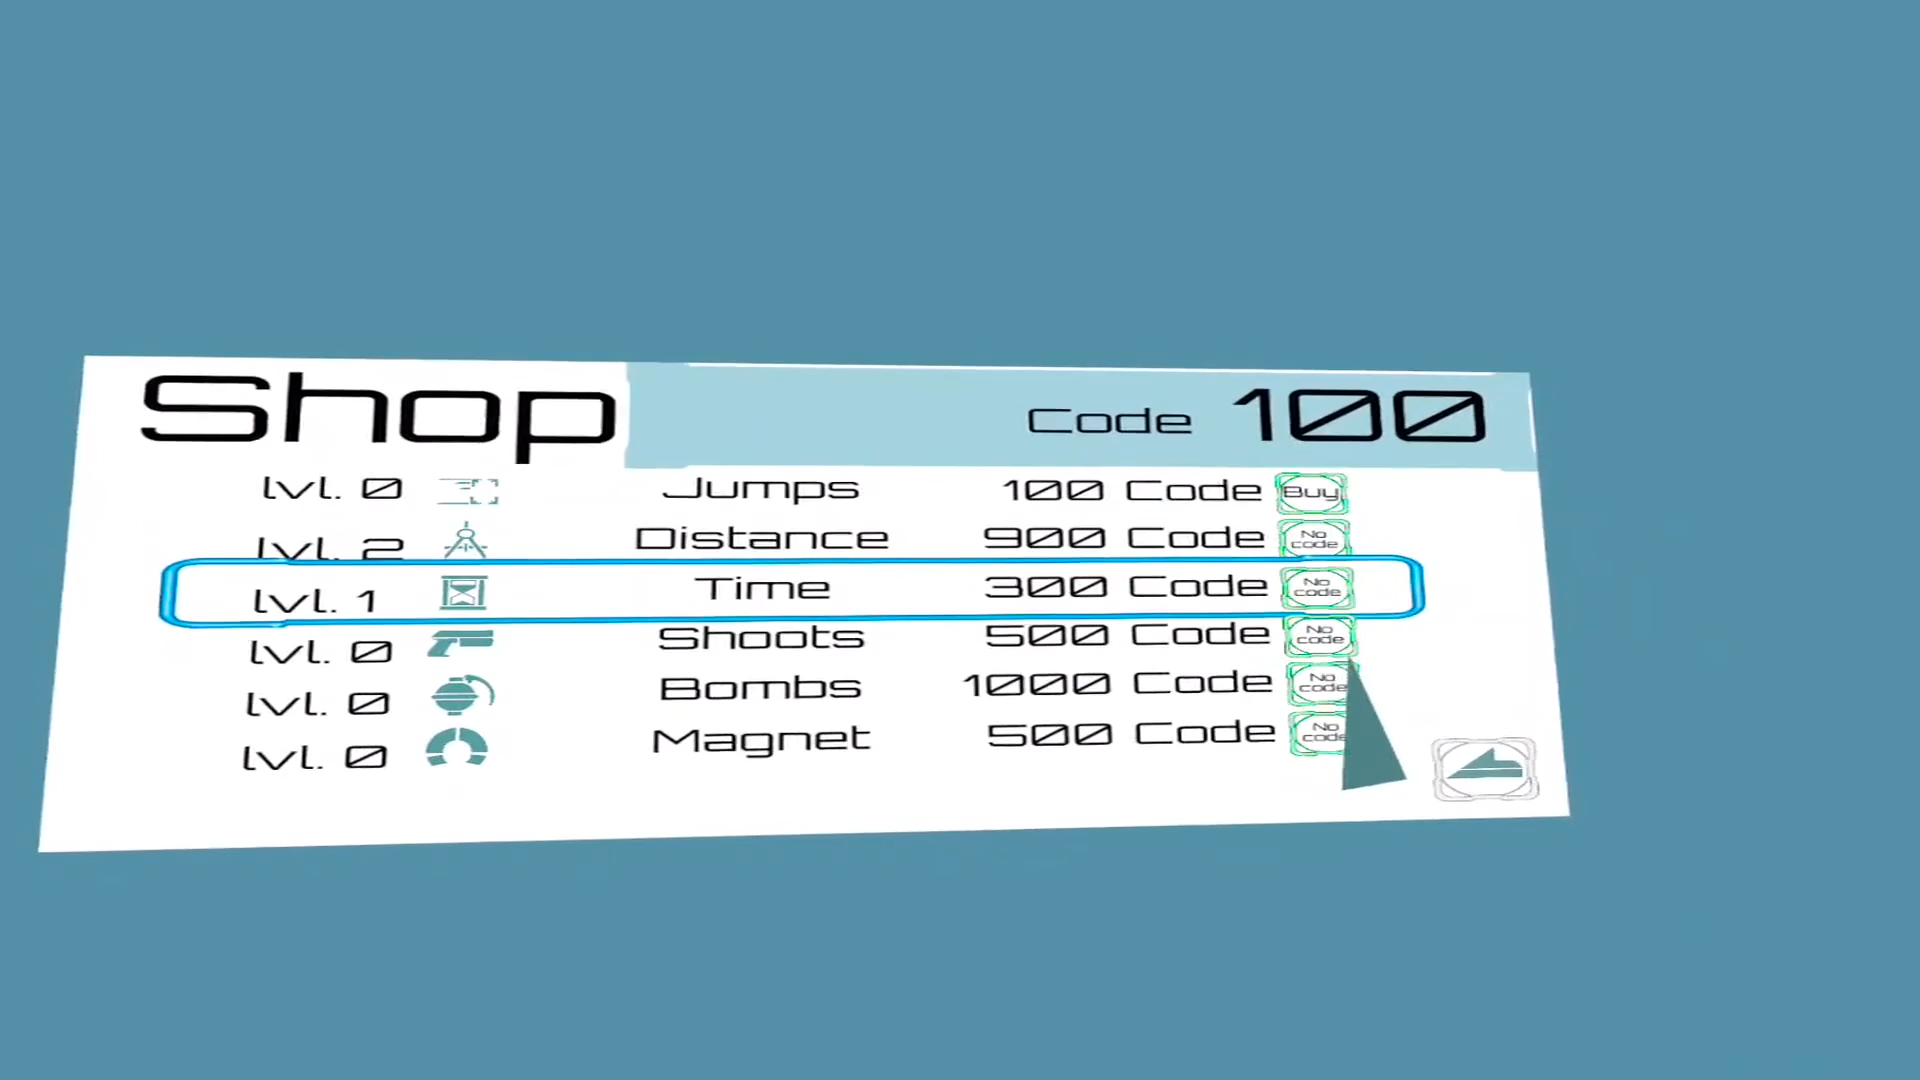 Shop Code 100
lvl. 0 Jumps 100 Code Buy
lvl. 2 Distance 900 Code No code
lvl. 1 Time 300 Code No code
lvl. 0 Shoots 500 Code No code
lvl. 0 Bombs 1000 Code No code
lvl. 0 Magnet 500 Code No code